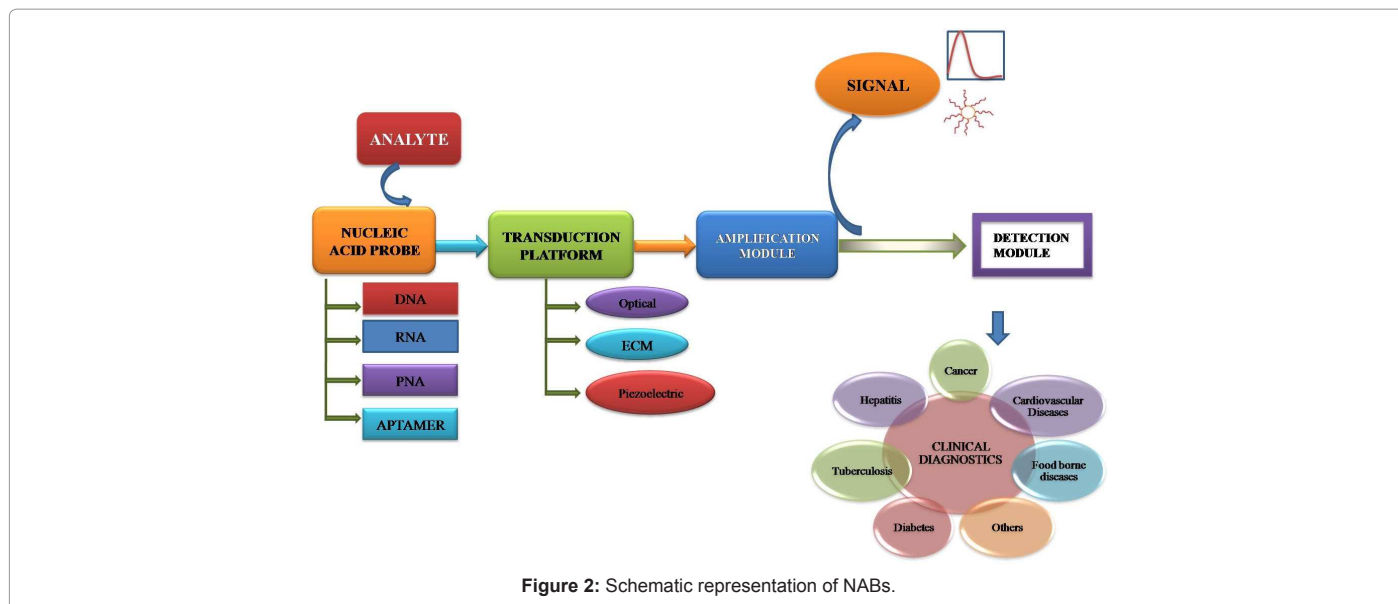 SIGNAL
ANALYTE
NUCLEIC
ACID PROBE
TRANSDUCTION
PLATFORM
AMPLIFICATION
MODULE
DETECTION
MODULE
DNA
RNA
PNA
APTAMER
Optical
ECM
Piezoelectric
Cancer
Hepatitis
Cardiovascular
Diseases
CLINICAL
DIAGNOSTICS
Tuberculosis
Food borne
diseases
Diabetes
Others
Figure 2: Schematic representation of NABs.